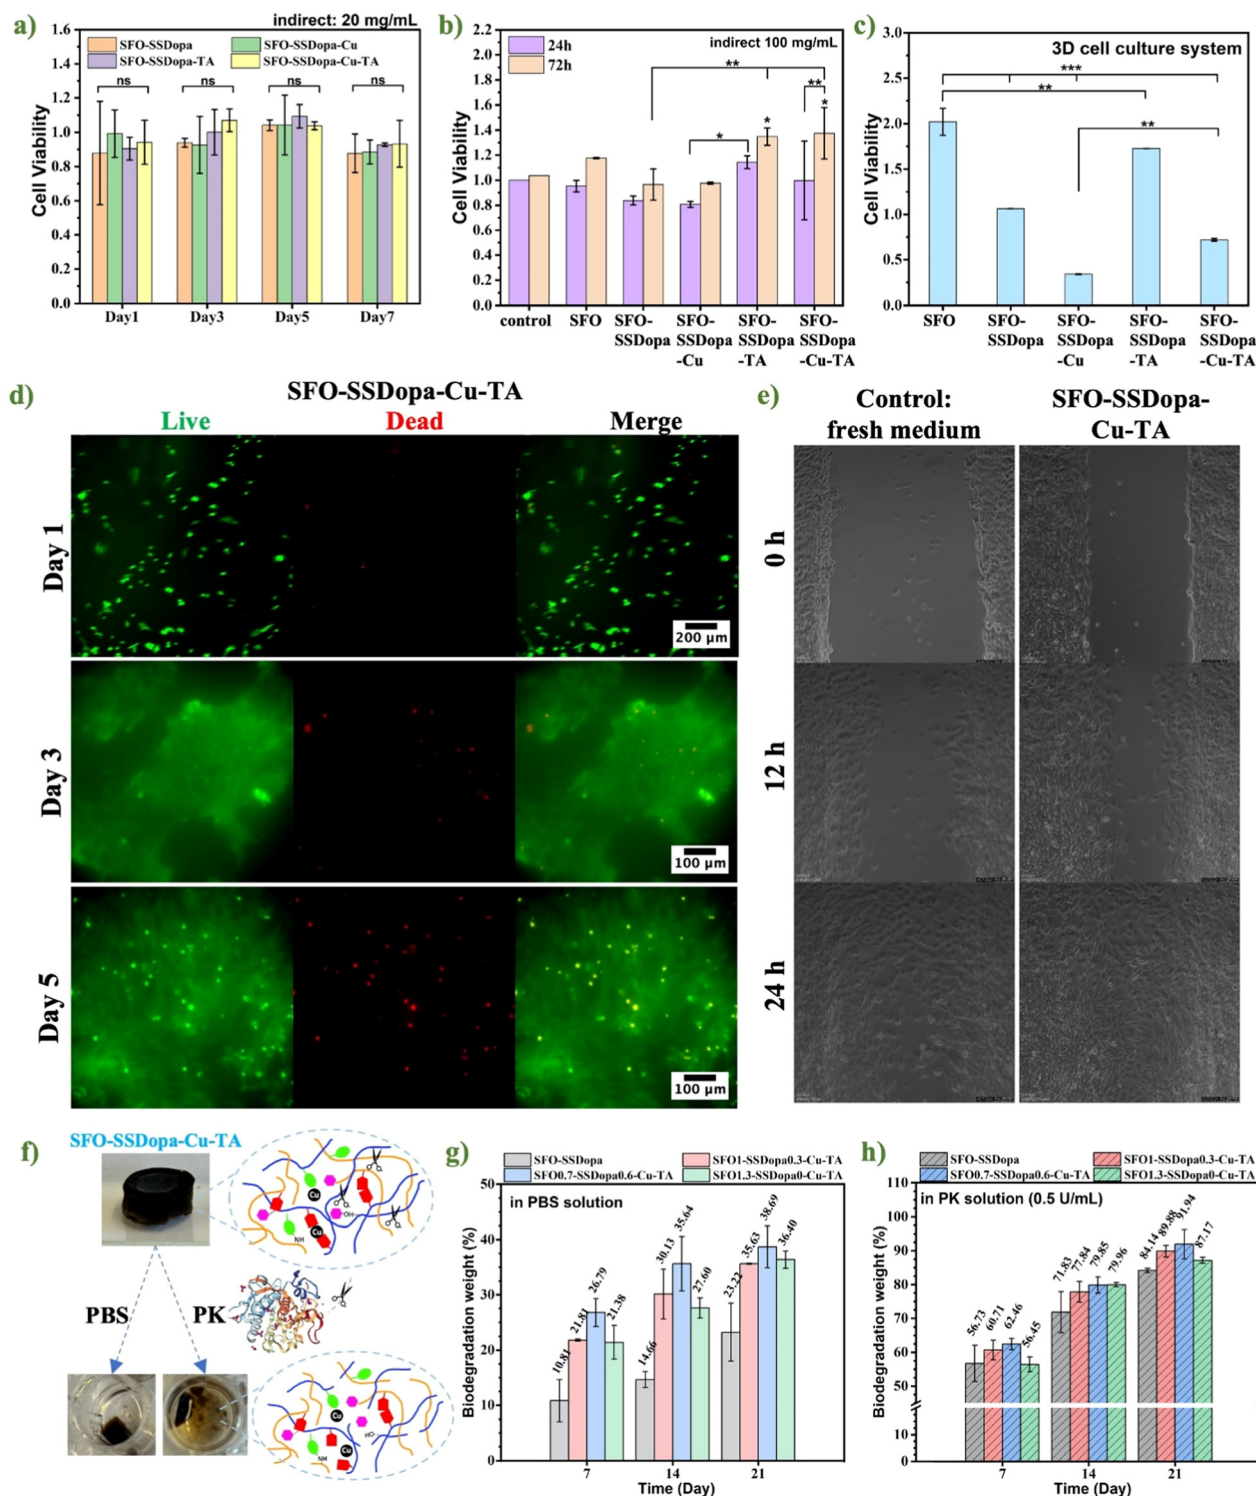 a)
indirect: 20 mg/mL
SFO-SSDopa
SFO-SSDopa-Cu
SFO-SSDopa-TA
SFO-SSDopa-Cu-TA
ns
ns
ns
ns
Cell Viability
1.6
1.4
1.2
1.0
0.8
0.6
0.4
0.2
0.0
Day1
Day3
Day5
Day7
b)
indirect 100 mg/mL
24h
72h
**
**
*
*
*
Cell Viability
2.2
2.0
1.8
1.6
1.4
1.2
1.0
0.8
0.6
0.4
0.2
0.0
control
SFO
SFO-
SSDopa
SFO-
SSDopa
-Cu
SFO-
SSDopa
-TA
SFO-
SSDopa
-Cu-TA
c)
3D cell culture system
***
**
**
Cell Viability
3.0
2.5
2.0
1.5
1.0
0.5
0.0
SFO
SFO-
SSDopa
SFO-
SSDopa
-Cu
SFO-
SSDopa
-TA
SFO-
SSDopa
-Cu-TA
d)
SFO-SSDopa-Cu-TA
Live
Dead
Merge
Day 1
200 μm
Day 3
100 μm
Day 5
100 μm
e)
Control:
fresh medium
SFO-SSDopa-
Cu-TA
0 h
12 h
24 h
f)
SFO-SSDopa-Cu-TA
Cu
OH
Cu
NH
PBS
PK
Cu
HO
Cu
NH
g)
SFO-SSDopa
SFO1-SSDopa0.3-Cu-TA
SFO0.7-SSDopa0.6-Cu-TA
SFO1.3-SSDopa0-Cu-TA
in PBS solution
Biodegradation weight (%)
50
40
30
20
10
0
10.81
21.81
26.79
21.38
14.66
30.13
35.64
27.60
23.22
35.63
38.69
36.40
7
14
21
Time (Day)
h)
SFO-SSDopa
SFO1-SSDopa0.3-Cu-TA
SFO0.7-SSDopa0.6-Cu-TA
SFO1.3-SSDopa0-Cu-TA
in PK solution (0.5 U/mL)
Biodegradation weight (%)
110
100
90
80
70
60
50
10
0
56.73
60.71
62.46
56.45
71.83
77.84
79.85
79.96
84.14
89.88
91.94
87.17
7
14
21
Time (Day)